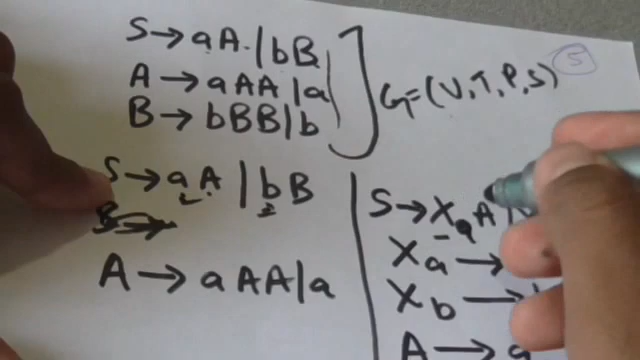 S → aA | bB
A → aAA | a
B → bBB | b
G = (V, T, P, S)
5
S → aA | bB
A → aAA | a
S → XaA |
Xa →
Xb →
A → a